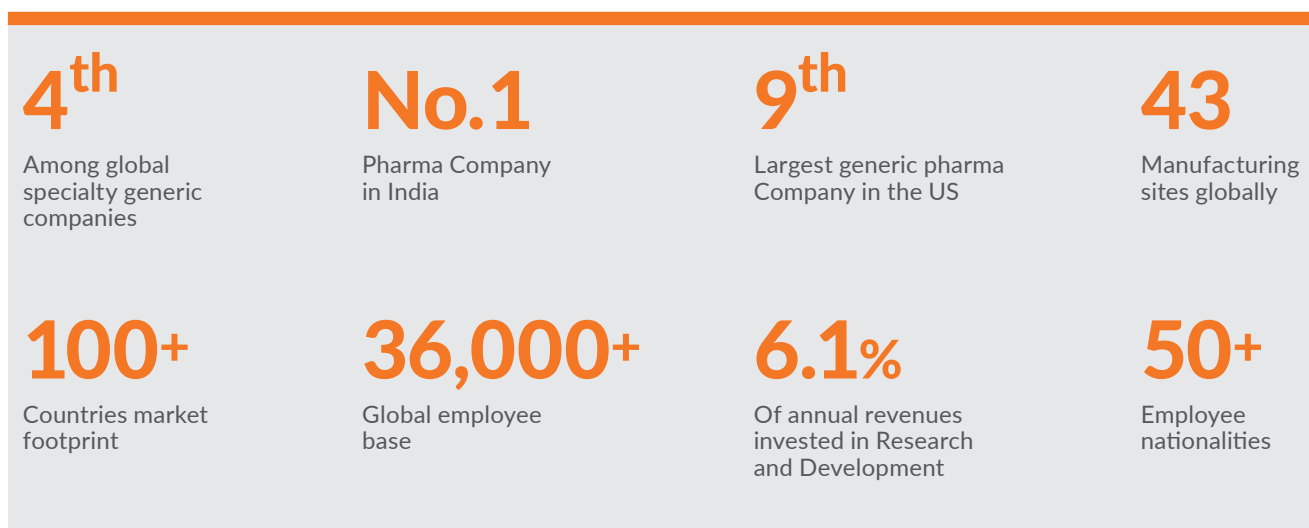 4th
Among global
specialty generic
companies
No.1
Pharma Company
in India
9th
Largest generic pharma
Company in the US
43
Manufacturing
sites globally
100+
Countries market
footprint
36,000+
Global employee
base
6.1%
Of annual revenues
invested in Research
and Development
50+
Employee
nationalities